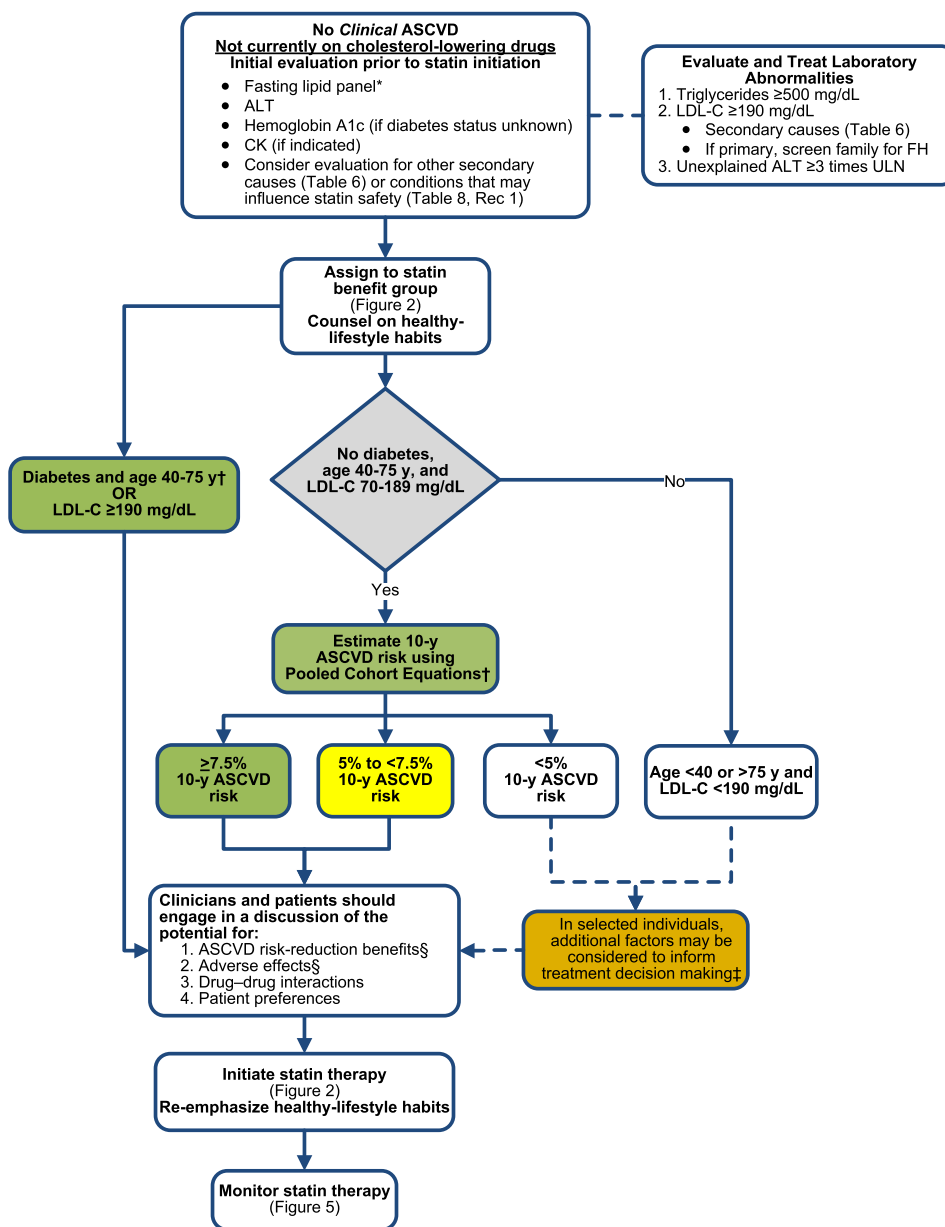 No Clinical ASCVD
Not currently on cholesterol-lowering drugs
Initial evaluation prior to statin initiation
● Fasting lipid panel*
● ALT
● Hemoglobin A1c (if diabetes status unknown)
● CK (if indicated)
● Consider evaluation for other secondary
causes (Table 6) or conditions that may
influence statin safety (Table 8, Rec 1)
Evaluate and Treat Laboratory
Abnormalities
1. Triglycerides ≥500 mg/dL
2. LDL-C ≥190 mg/dL
● Secondary causes (Table 6)
● If primary, screen family for FH
3. Unexplained ALT ≥3 times ULN
Assign to statin
benefit group
(Figure 2)
Counsel on healthy-
lifestyle habits
Diabetes and age 40-75 y†
OR
LDL-C ≥190 mg/dL
No diabetes,
age 40-75 y, and
LDL-C 70-189 mg/dL
No
Yes
Estimate 10-y
ASCVD risk using
Pooled Cohort Equations†
≥7.5%
10-y ASCVD
risk
5% to <7.5%
10-y ASCVD
risk
<5%
10-y ASCVD
risk
Age <40 or >75 y and
LDL-C <190 mg/dL
Clinicians and patients should
engage in a discussion of the
potential for:
1. ASCVD risk-reduction benefits§
2. Adverse effects§
3. Drug–drug interactions
4. Patient preferences
In selected individuals,
additional factors may be
considered to inform
treatment decision making‡
Initiate statin therapy
(Figure 2)
Re-emphasize healthy-lifestyle habits
Monitor statin therapy
(Figure 5)